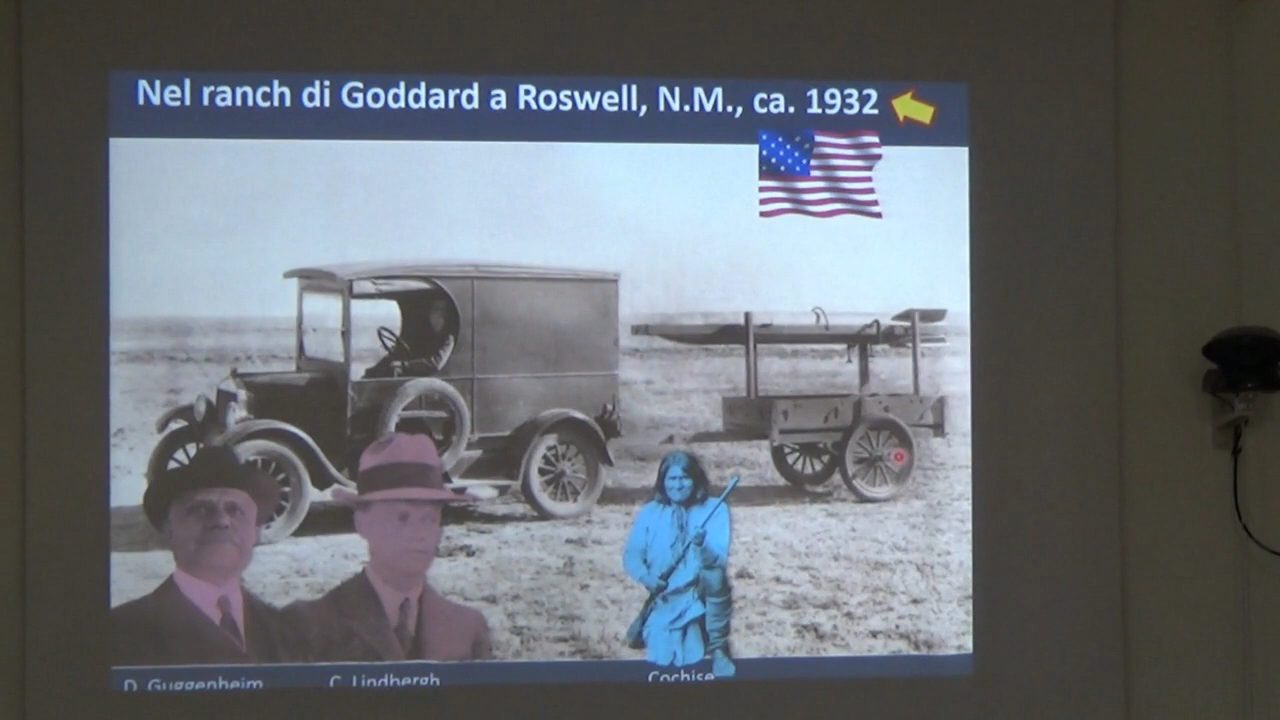 Nel ranch di Goddard a Roswell, N.M., ca. 1932
D. Guggenheim C. Lindbergh Cochise